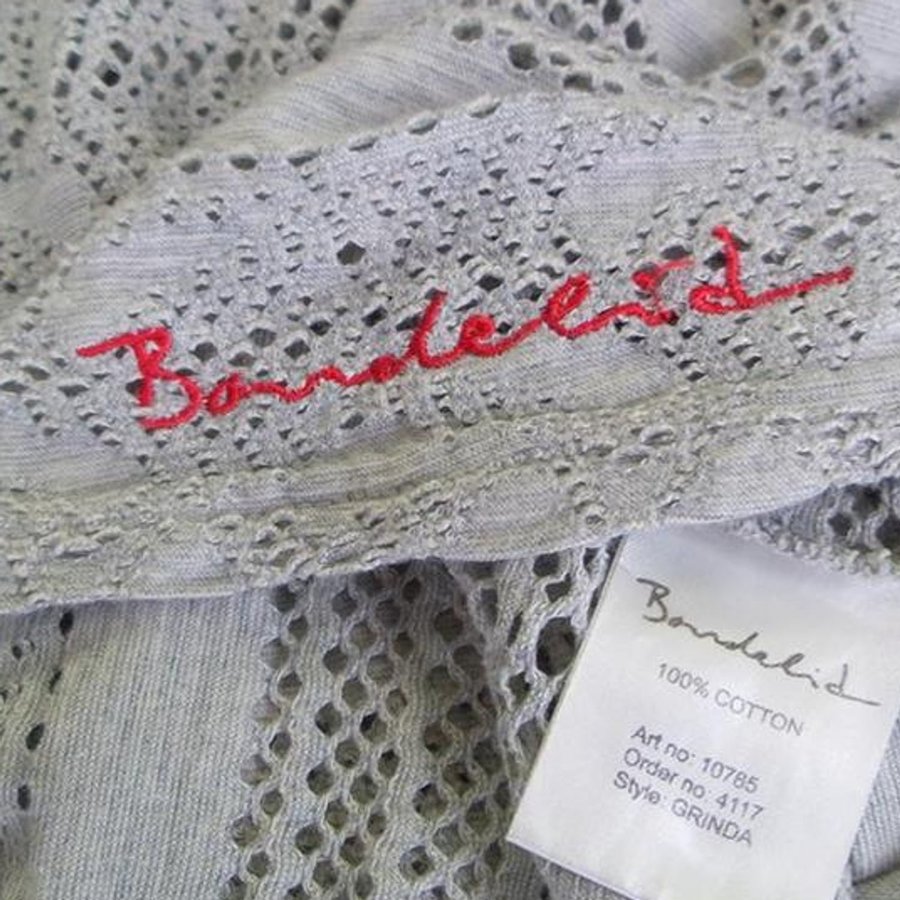 Bondelid
Bondelid
100% COTTON
Art no: 10785
Order no 4117
Style: GRINDA